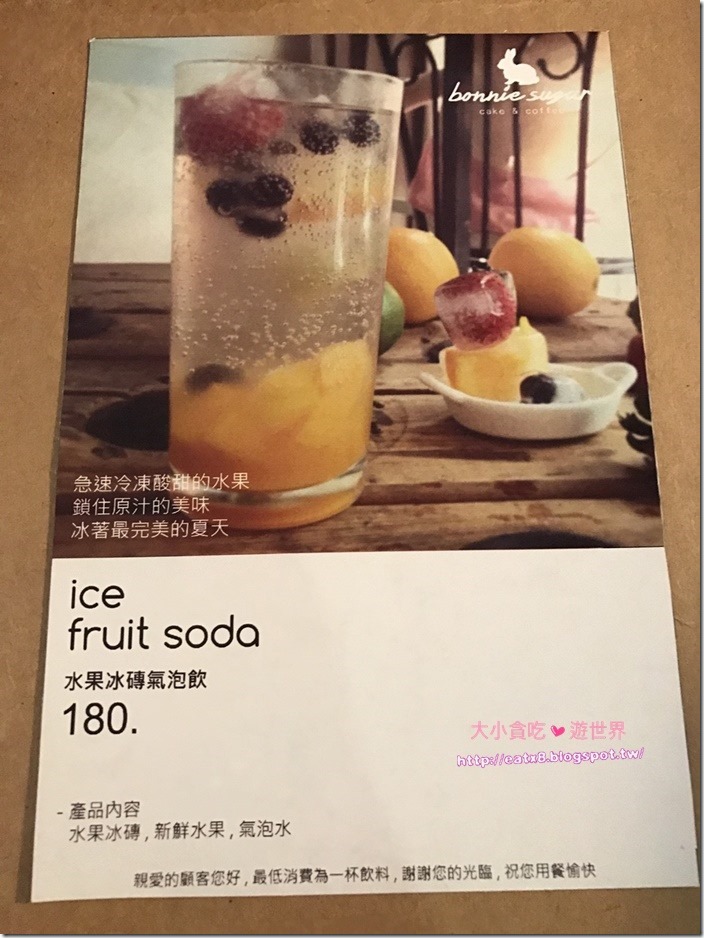 bonnie sugar
cake & coffee
急速冷凍酸甜的水果
鎖住原汁的美味
冰著最完美的夏天
ice
fruit soda
水果冰磚氣泡飲
180.
大小貪吃❤遊世界
http://eatx8.blogspot.tw/
- 產品內容
水果冰磚 , 新鮮水果 , 氣泡水
親愛的顧客您好 , 最低消費為一杯飲料 , 謝謝您的光臨 , 祝您用餐愉快